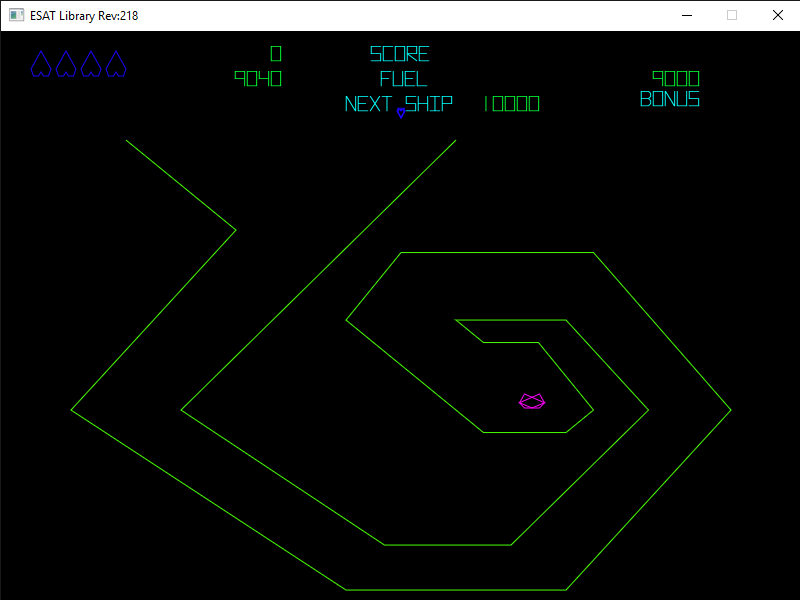 ESAT Library Rev:218
0 SCORE
9040 FUEL 9000
NEXT SHIP 10000 BONUS